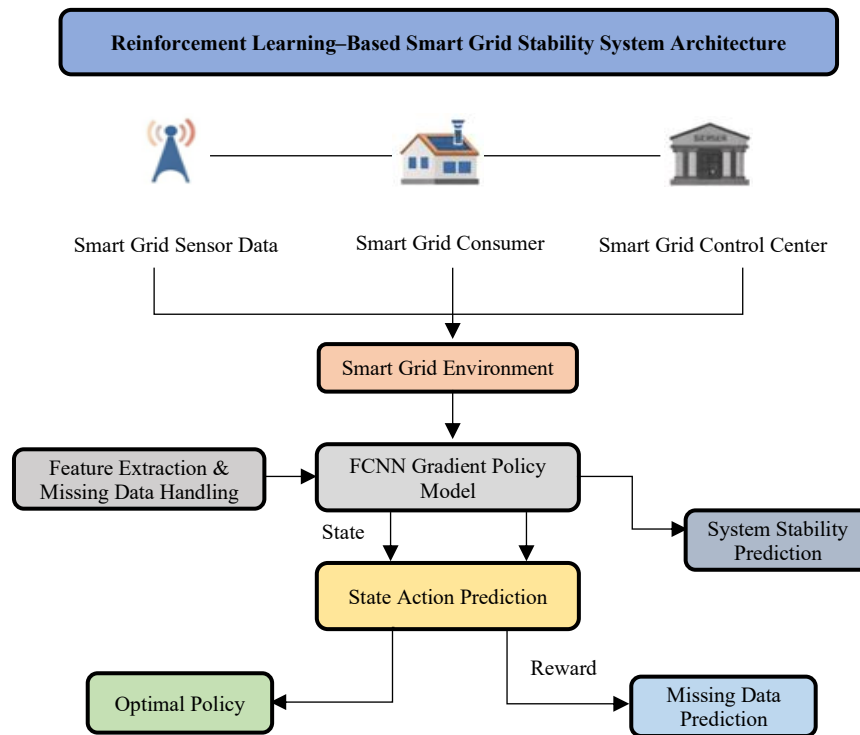 Reinforcement Learning–Based Smart Grid Stability System Architecture
Smart Grid Sensor Data
Smart Grid Consumer
Smart Grid Control Center
Smart Grid Environment
Feature Extraction &
Missing Data Handling
FCNN Gradient Policy
Model
State
System Stability
Prediction
State Action Prediction
Reward
Optimal Policy
Missing Data
Prediction